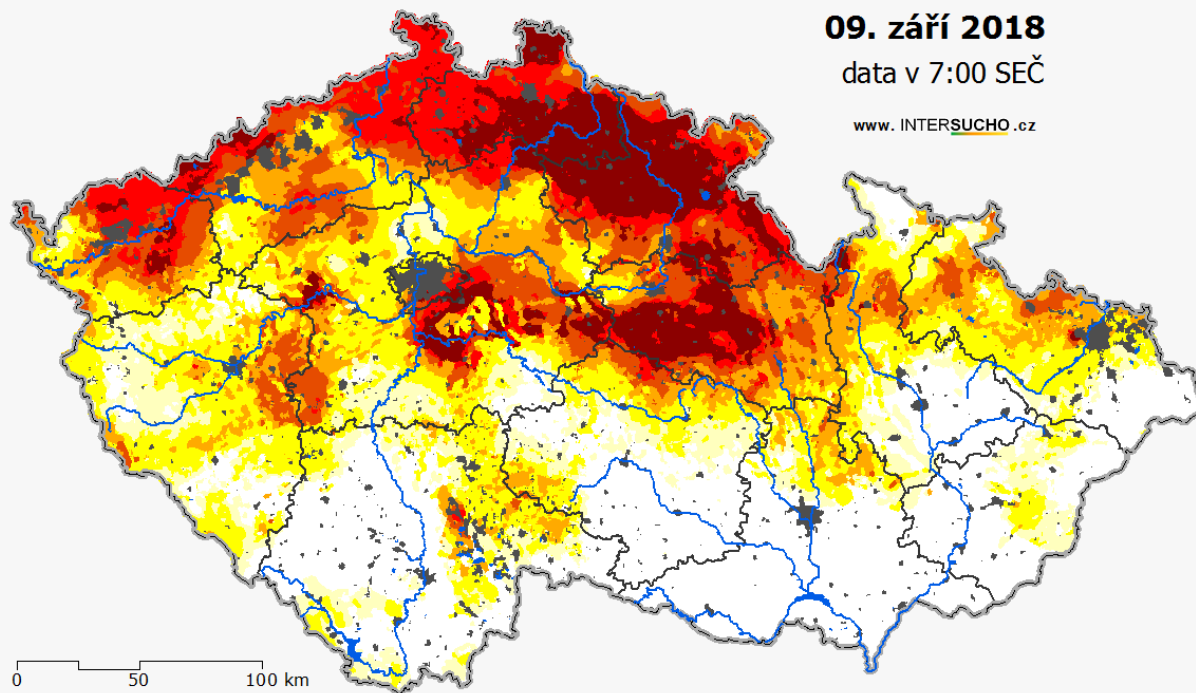 09. září 2018
data v 7:00 SEČ
www. INTERSUCHO .cz
0 50 100 km